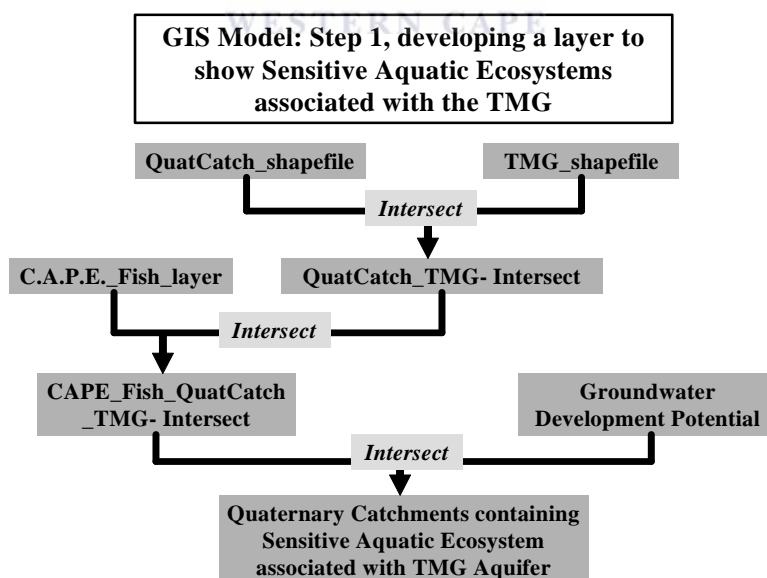 WESTERN CAPE
GIS Model: Step 1, developing a layer to
show Sensitive Aquatic Ecosystems
associated with the TMG
QuatCatch_shapefile
TMG_shapefile
Intersect
C.A.P.E._Fish_layer
QuatCatch_TMG- Intersect
Intersect
CAPE_Fish_QuatCatch
_TMG- Intersect
Groundwater
Development Potential
Intersect
Quaternary Catchments containing
Sensitive Aquatic Ecosystem
associated with TMG Aquifer